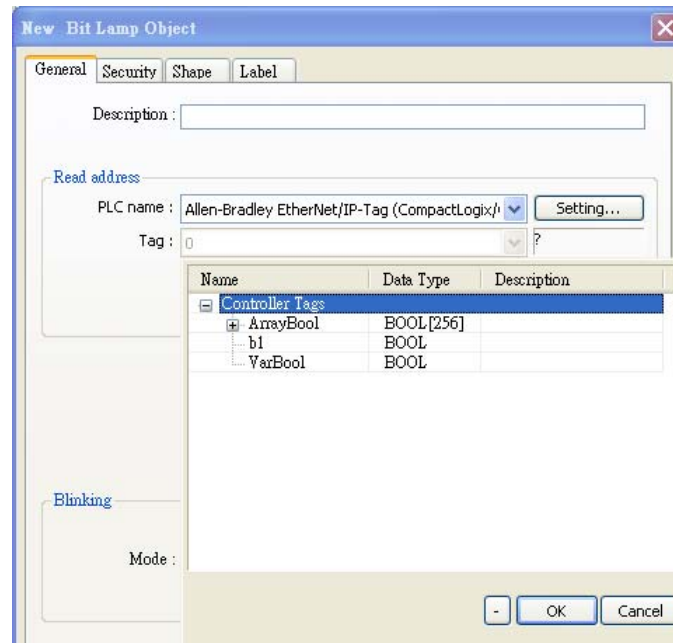 New Bit Lamp Object
General Security Shape Label
Description :
Read address
PLC name : Allen-Bradley EtherNet/IP-Tag (CompactLogix/ Setting...
Tag : 0 ?
Name Data Type Description
Controller Tags
ArrayBool BOOL[256]
b1 BOOL
VarBool BOOL
Blinking
Mode :
- OK Cancel